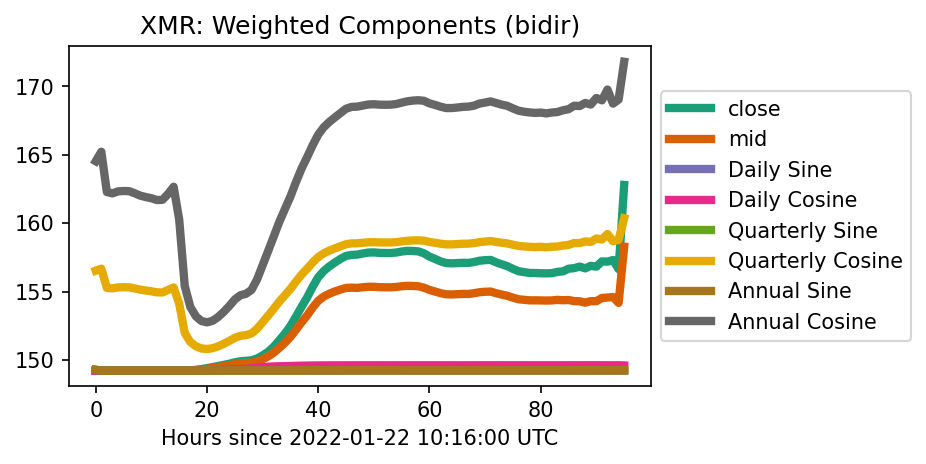 XMR: Weighted Components (bidir)
170
165
160
155
150
0 20 40 60 80
Hours since 2022-01-22 10:16:00 UTC
close
mid
Daily Sine
Daily Cosine
Quarterly Sine
Quarterly Cosine
Annual Sine
Annual Cosine